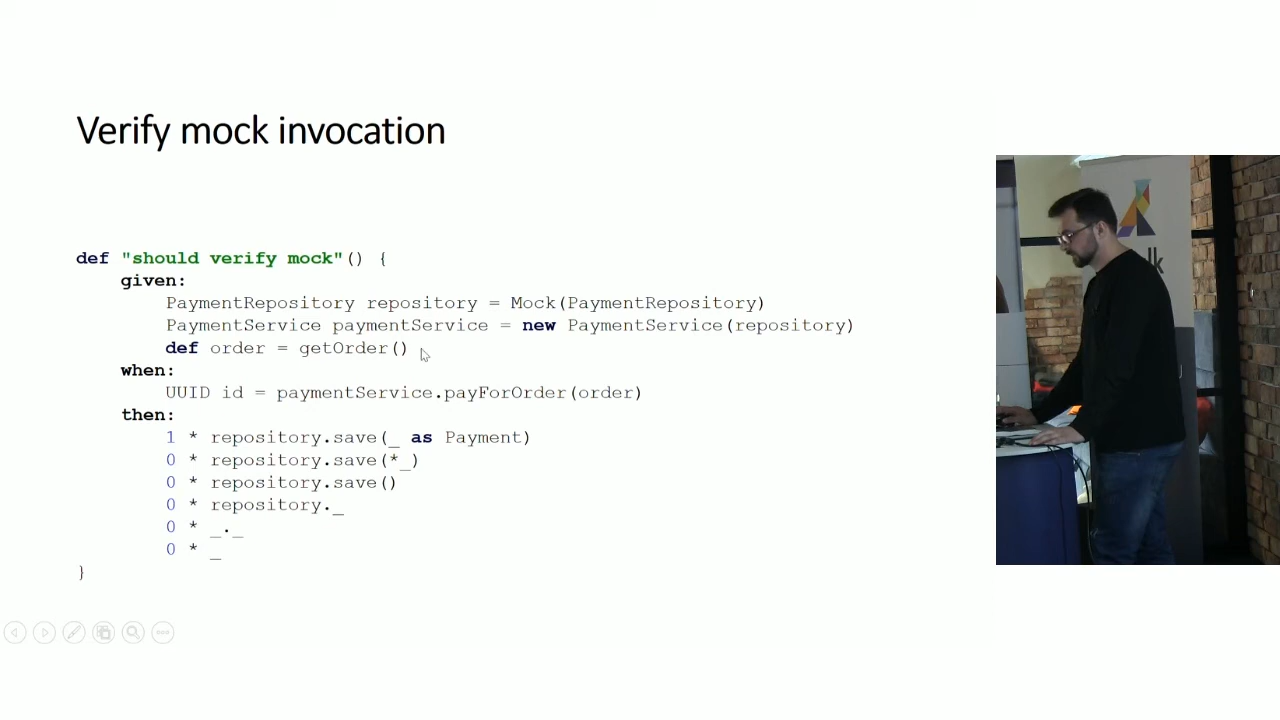 Verify mock invocation
def "should verify mock"() {
given:
PaymentRepository repository = Mock(PaymentRepository)
PaymentService paymentService = new PaymentService(repository)
def order = getOrder()
when:
UUID id = paymentService.payForOrder(order)
then:
1 * repository.save(_ as Payment)
0 * repository.save(*_)
0 * repository.save()
0 * repository._
0 * _._
0 * _
}